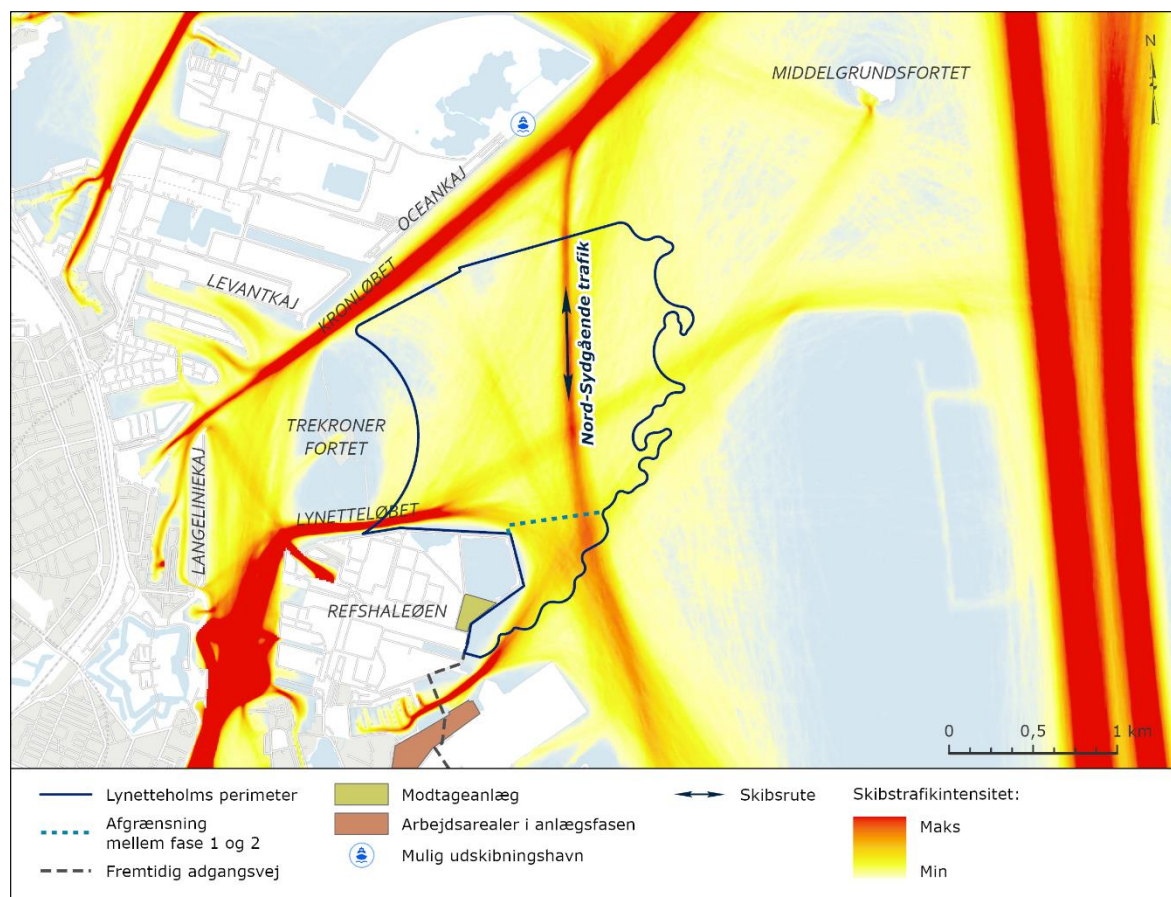 MIDDELGRUNDSFORTET
N
OCEANKAJ
LEVANTKAJ
KRONLØBET
Nord-Sydgående trafik
TREKRONER
FORTET
LANGELINIEKAJ
LYNETTELØBET
REFSHALEØEN
0 0,5 1 km
Lynetteholms perimeter
Afgrænsning
mellem fase 1 og 2
Fremtidig adgangsvej
Modtageanlæg
Arbejdsarealer i anlægsfasen
Mulig udskibningshavn
Skibsrute
Skibstrafikintensitet:
Maks
Min